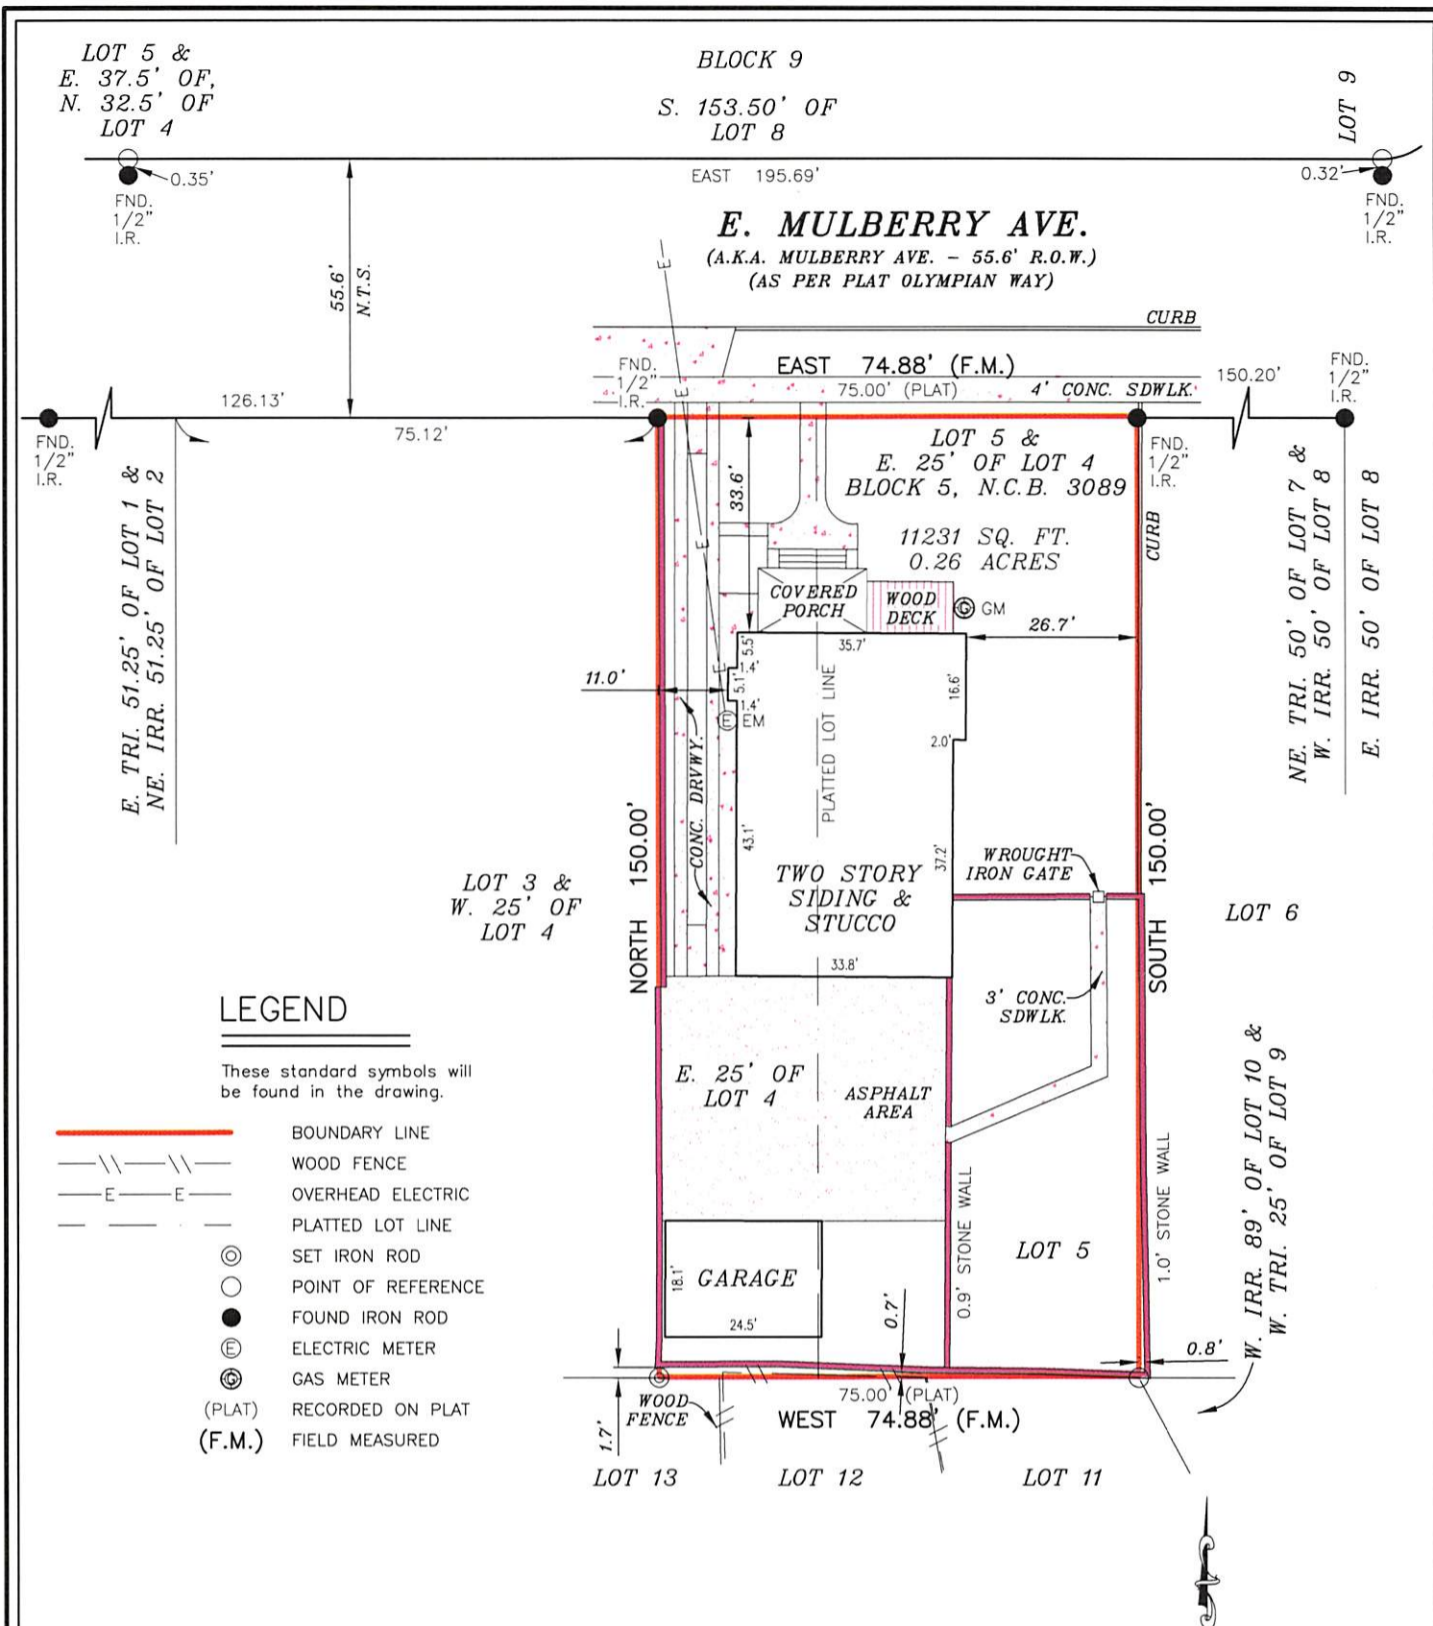 LOT 5 &
E. 37.5' OF,
N. 32.5' OF
LOT 4
BLOCK 9
S. 153.50' OF
LOT 8
LOT 9
0.35'
EAST 195.69'
0.32'
FND.
1/2"
I.R.
FND.
1/2"
I.R.
E. MULBERRY AVE.
(A.K.A. MULBERRY AVE. - 55.6' R.O.W.)
(AS PER PLAT OLYMPIAN WAY)
55.6'
N.T.S.
E
CURB
FND.
1/2"
I.R.
EAST 74.88' (F.M.)
75.00' (PLAT)
4' CONC. SDWLK.
150.20'
FND.
1/2"
I.R.
E
126.13'
75.12'
FND.
1/2"
I.R.
FND.
1/2"
I.R.
33.6'
LOT 5 &
E. 25' OF LOT 4
BLOCK 5, N.C.B. 3089
11231 SQ. FT.
0.26 ACRES
CURB
E. TRI. 51.25' OF LOT 1 &
NE. IRR. 51.25' OF LOT 2
NE. TRI. 50' OF LOT 7 &
W. IRR. 50' OF LOT 8
E. IRR. 50' OF LOT 8
E
COVERED
PORCH
WOOD
DECK
G GM
26.7'
35.7'
5.5'
E
1.4'
5.1'
1.4'
11.0'
16.6'
E EM
2.0'
PLATTED LOT LINE
CONC. DRVWY.
43.1'
37.2'
NORTH 150.00'
SOUTH 150.00'
WROUGHT
IRON GATE
TWO STORY
SIDING &
STUCCO
33.8'
LOT 3 &
W. 25' OF
LOT 4
LOT 6
3' CONC.
SDWLK.
E. 25' OF
LOT 4
ASPHALT
AREA
W. IRR. 89' OF LOT 10 &
W. TRI. 25' OF LOT 9
0.9' STONE WALL
1.0' STONE WALL
LOT 5
GARAGE
18.1'
24.5'
0.7'
0.8'
1.7'
WOOD
FENCE
75.00' (PLAT)
WEST 74.88' (F.M.)
LOT 13
LOT 12
LOT 11
LEGEND
These standard symbols will
be found in the drawing.
BOUNDARY LINE
WOOD FENCE
E E OVERHEAD ELECTRIC
PLATTED LOT LINE
SET IRON ROD
POINT OF REFERENCE
FOUND IRON ROD
E ELECTRIC METER
G GAS METER
(PLAT) RECORDED ON PLAT
(F.M.) FIELD MEASURED